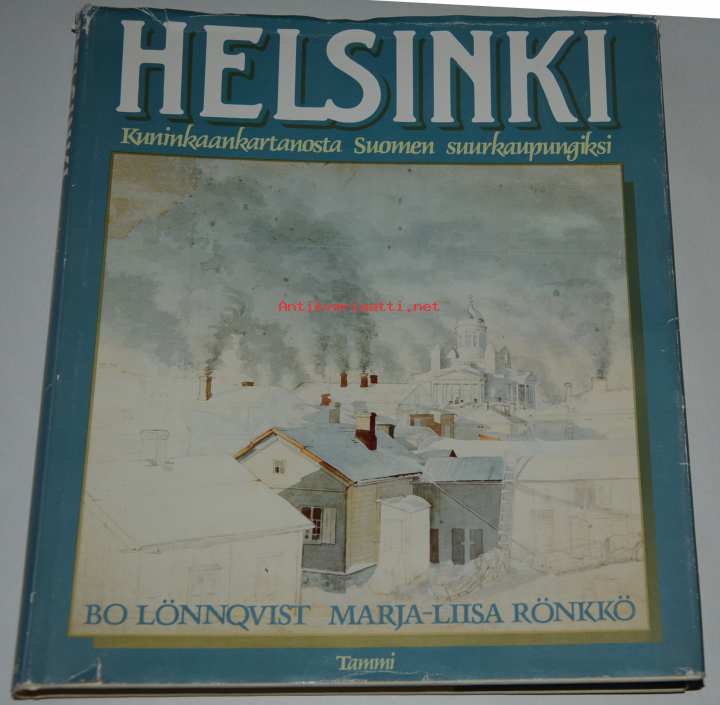 HELSINKI
Kuninkaankartanosta Suomen suurkaupungiksi
Antikvariaatti.net
BO LÖNNQVIST MARJA-LIISA RÖNKKÖ
Tammi